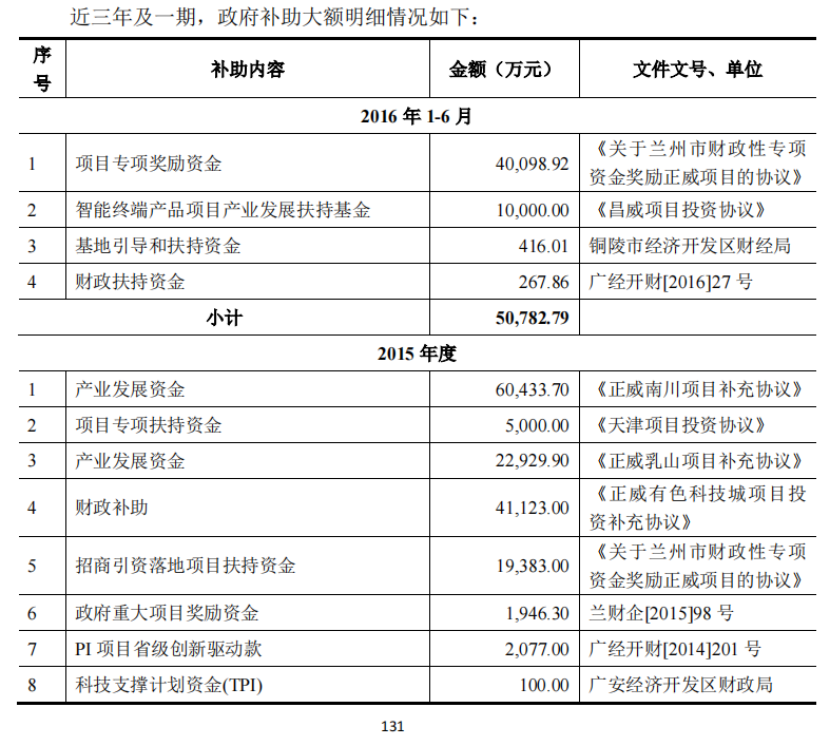 近三年及一期，政府补助大额明细情况如下：
序号 补助内容 金额（万元） 文件文号、单位
2016 年 1-6 月
1 项目专项奖励资金 40,098.92 《关于兰州市财政性专项资金奖励正威项目的协议》
2 智能终端产品项目产业发展扶持基金 10,000.00 《昌威项目投资协议》
3 基地引导和扶持资金 416.01 铜陵市经济开发区财经局
4 财政扶持资金 267.86 广经开财[2016]27 号
小计 50,782.79
2015 年度
1 产业发展资金 60,433.70 《正威南川项目补充协议》
2 项目专项扶持资金 5,000.00 《天津项目投资协议》
3 产业发展资金 22,929.90 《正威乳山项目补充协议》
4 财政补助 41,123.00 《正威有色科技城项目投资补充协议》
5 招商引资落地项目扶持资金 19,383.00 《关于兰州市财政性专项资金奖励正威项目的协议》
6 政府重大项目奖励资金 1,946.30 兰财企[2015]98 号
7 PI 项目省级创新驱动款 2,077.00 广经开财[2014]201 号
8 科技支撑计划资金(TPI) 100.00 广安经济开发区财政局
131